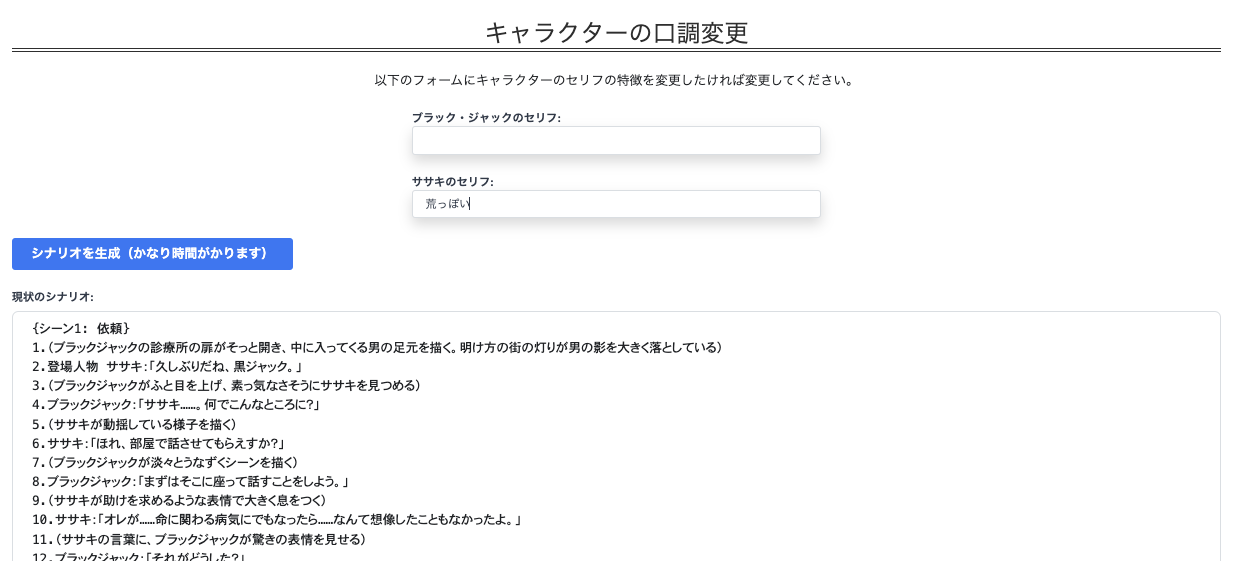 キャラクターの口調変更
以下のフォームにキャラクターのセリフの特徴を変更したければ変更してください。
ブラック・ジャックのセリフ:
ササキのセリフ:
荒っぽい
シナリオを生成（かなり時間がかります）
現状のシナリオ:
{シーン1: 依頼}
1.（ブラックジャックの診療所の扉がそっと開き、中に入ってくる男の足元を描く。明け方の街の灯りが男の影を大きく落としている）
2.登場人物 ササキ:「久しぶりだね、黒ジャック。」
3.（ブラックジャックがふと目を上げ、素っ気なさそうにササキを見つめる）
4.ブラックジャック:「ササキ……。何でこんなところに?」
5.（ササキが動揺している様子を描く）
6.ササキ:「ほれ、部屋で話させてもらえすか?」
7.（ブラックジャックが淡々とうなずくシーンを描く）
8.ブラックジャック:「まずはそこに座って話すことをしよう。」
9.（ササキが助けを求めるような表情で大きく息をつく）
10.ササキ:「オレが……命に関わる病気にでもなったら……なんて想像したこともなかったよ。」
11.（ササキの言葉に、ブラックジャックが驚きの表情を見せる）
12.ブラックジャック:「それがどうした?」